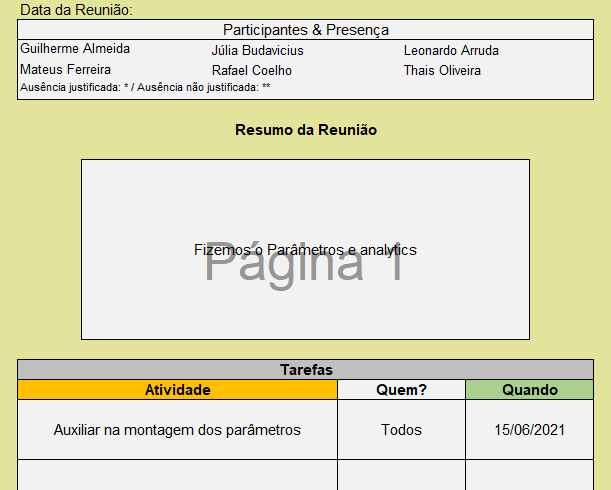 Data da Reunião:
Participantes & Presença
Guilherme Almeida Júlia Budavicius Leonardo Arruda
Mateus Ferreira Rafael Coelho Thais Oliveira
Ausência justificada: * / Ausência não justificada: **
Resumo da Reunião
Fizemos o Parâmetros e analytics
Página 1
Tarefas
Atividade Quem? Quando
Auxiliar na montagem dos parâmetros Todos 15/06/2021